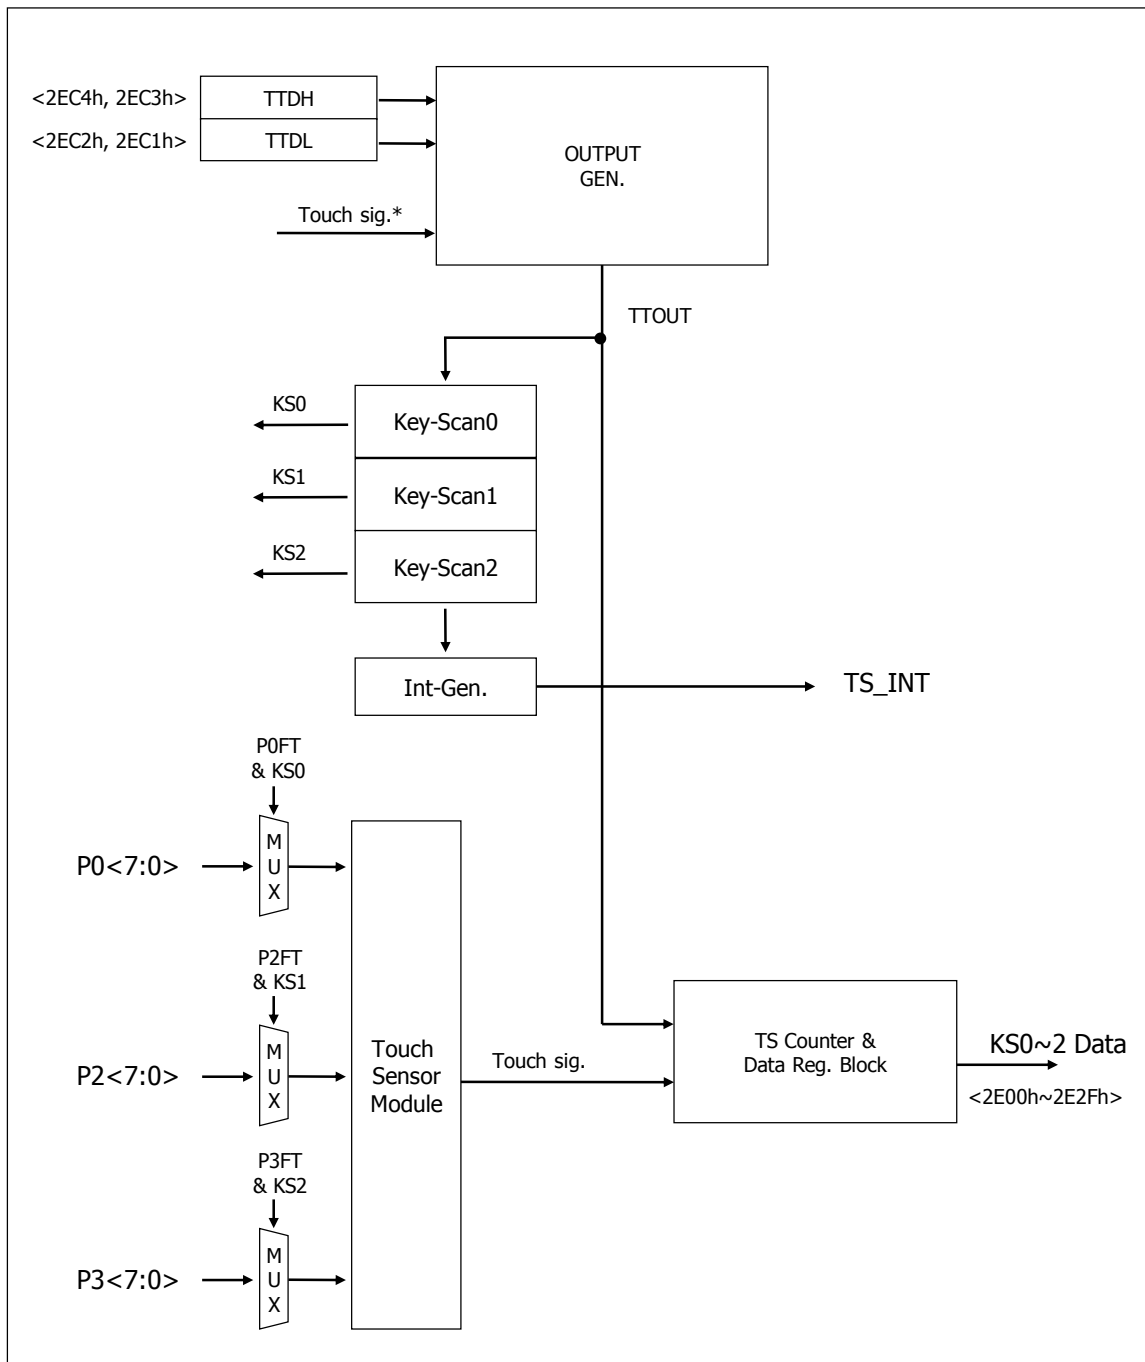 <2EC4h, 2EC3h>
TTDH
<2EC2h, 2EC1h>
TTDL
OUTPUT
GEN.
Touch sig.*
TTOUT
KS0
Key-Scan0
KS1
Key-Scan1
KS2
Key-Scan2
Int-Gen.
TS_INT
P0FT
& KS0
P0<7:0>
M
U
X
P2FT
& KS1
P2<7:0>
M
U
X
P3FT
& KS2
P3<7:0>
M
U
X
Touch
Sensor
Module
Touch sig.
TS Counter &
Data Reg. Block
KS0~2 Data
<2E00h~2E2Fh>